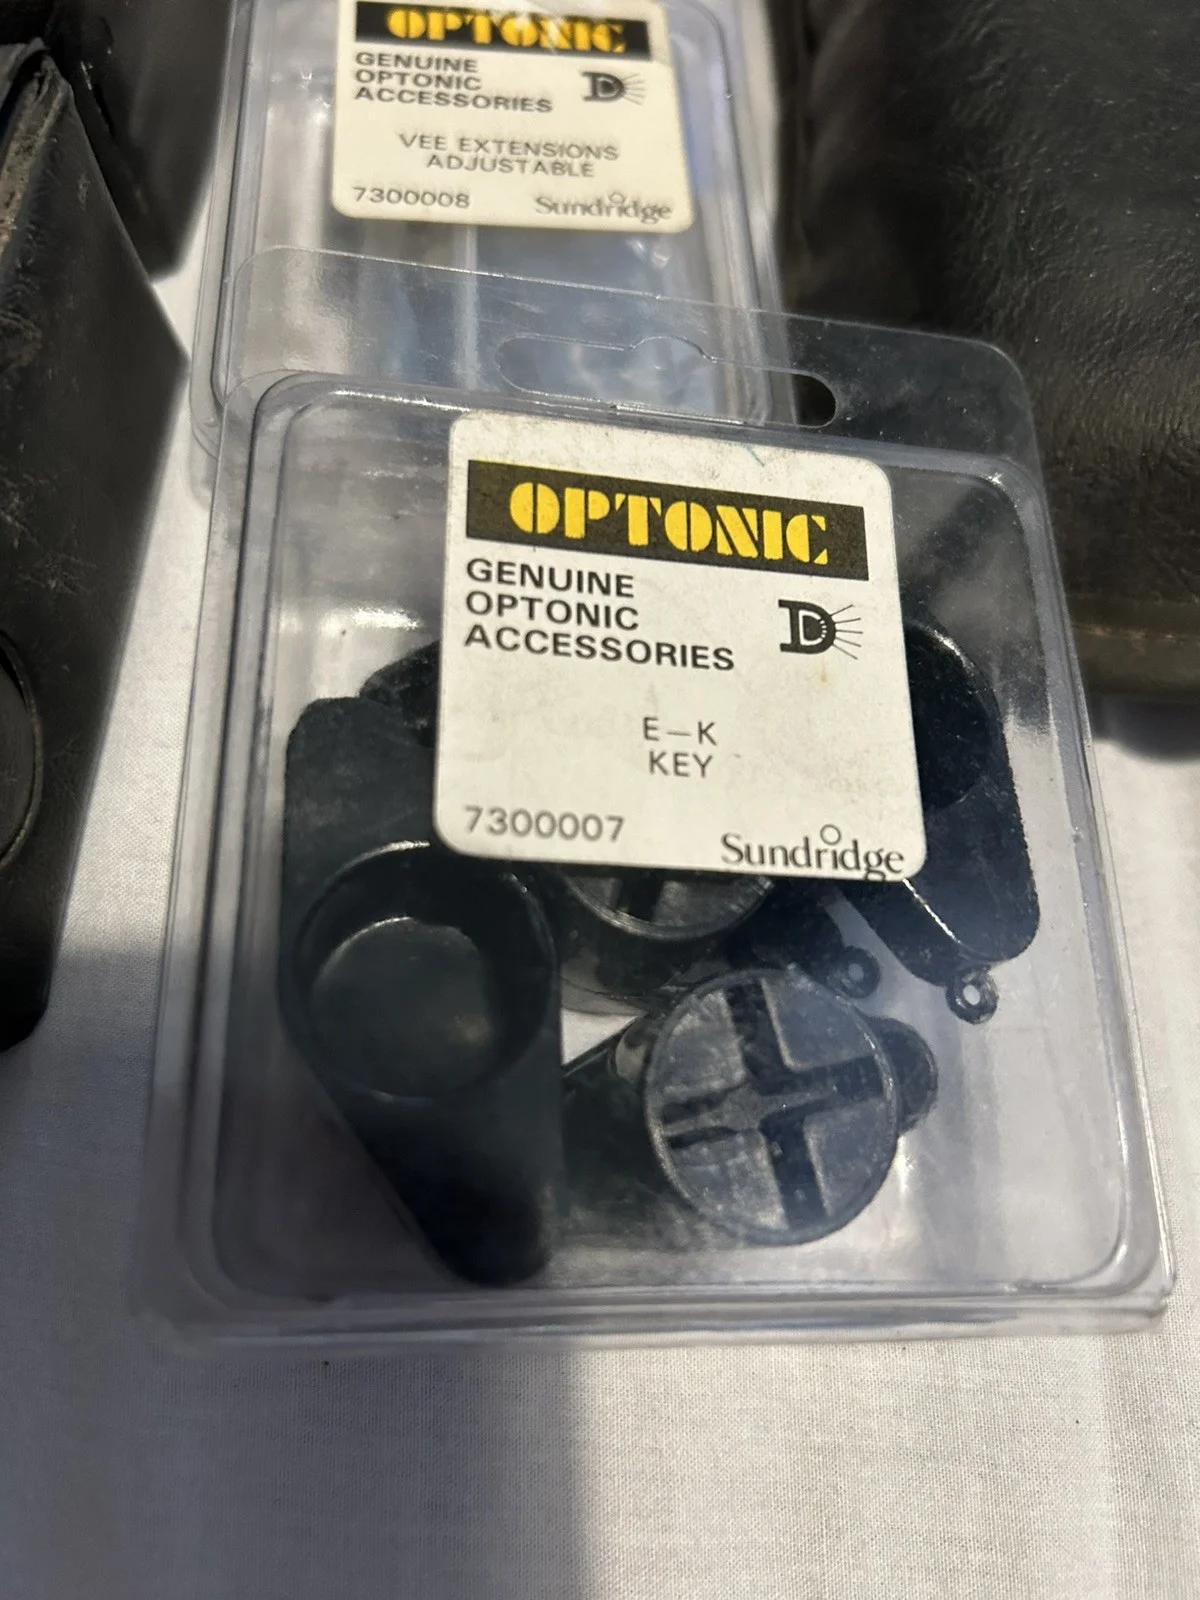 OPTONIC
GENUINE
OPTONIC
ACCESSORIES
D
VEE EXTENSIONS
ADJUSTABLE
7300008
Sundridge
OPTONIC
GENUINE
OPTONIC
ACCESSORIES
D
E-K
KEY
7300007
Sundridge